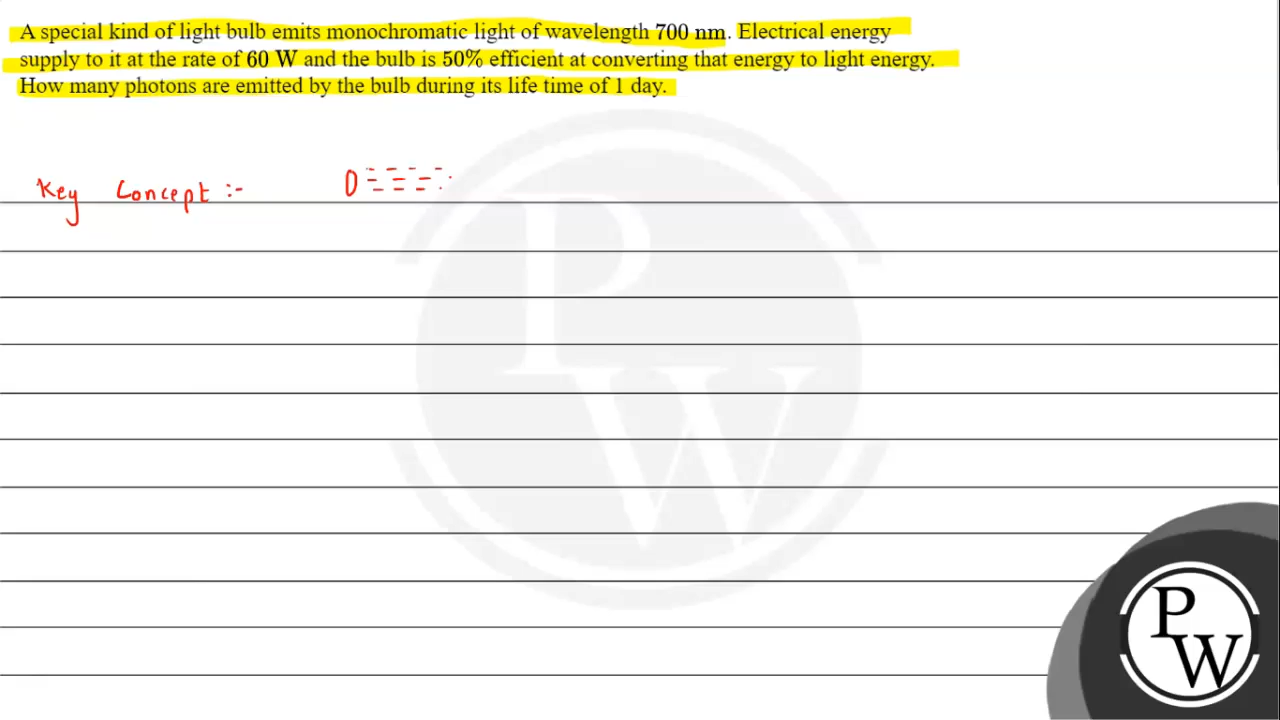 A special kind of light bulb emits monochromatic light of wavelength 700 nm. Electrical energy
supply to it at the rate of 60 W and the bulb is 50% efficient at converting that energy to light energy.
How many photons are emitted by the bulb during its life time of 1 day.
Key Concept :-
P
W
P
W